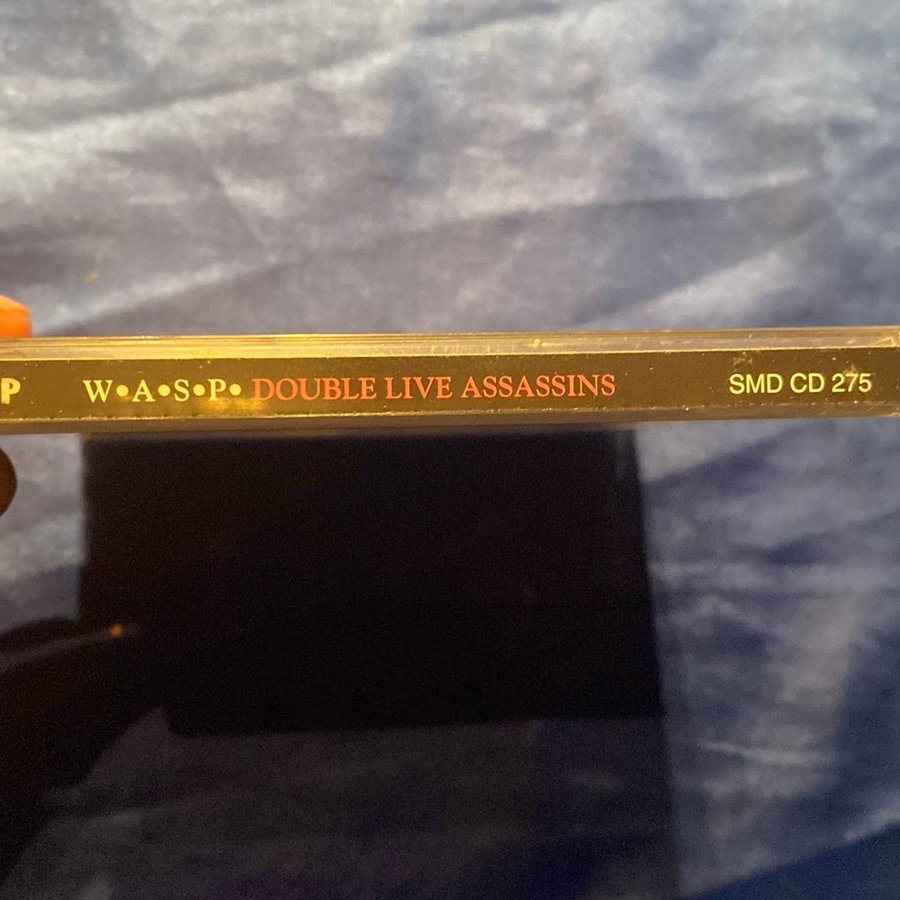 P W•A•S•P• DOUBLE LIVE ASSASSINS SMD CD 275